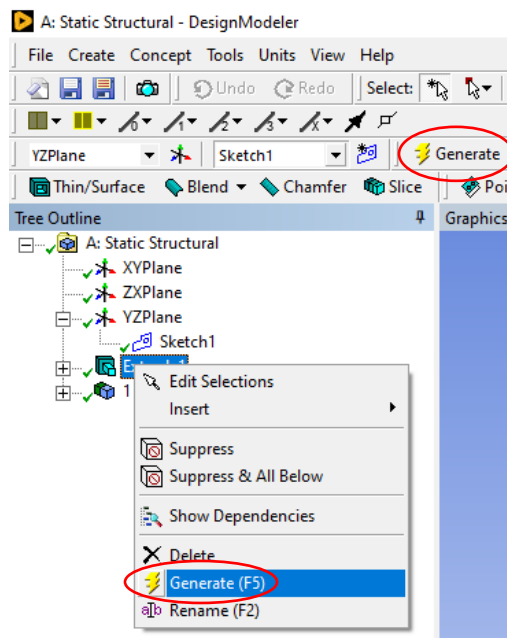 A: Static Structural - DesignModeler
File Create Concept Tools Units View Help
Undo Redo Select:
YZPlane Sketch1 Generate
Thin/Surface Blend Chamfer Slice Poi
Tree Outline Graphics
A: Static Structural
XYPlane
ZXPlane
YZPlane
Sketch1
1
Edit Selections
Insert
Suppress
Suppress & All Below
Show Dependencies
Delete
Generate (F5)
Rename (F2)